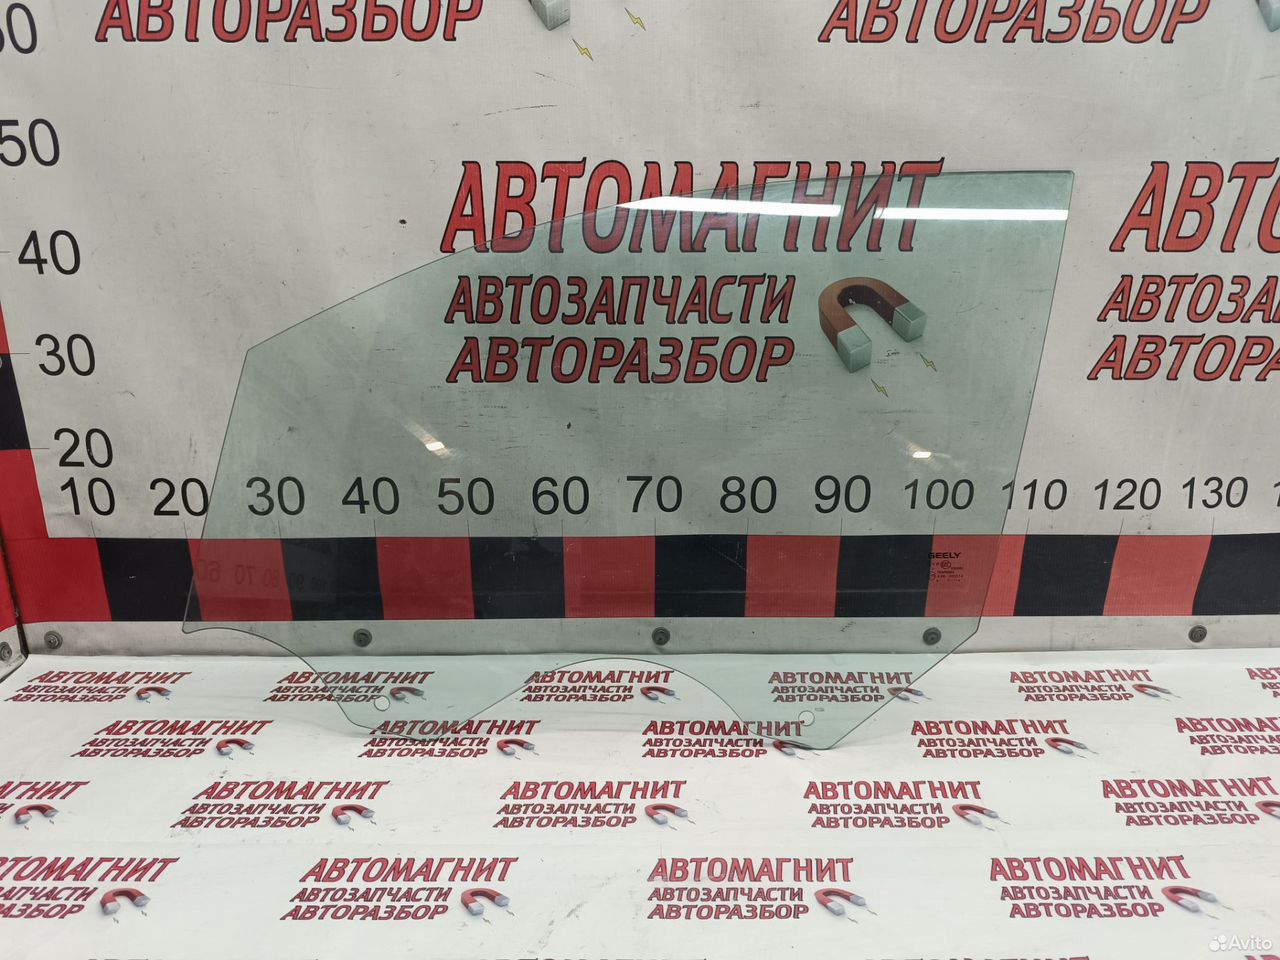 АВТОРАЗБОР
АВТОРАЗБОР
50
40
30
20
АВТОМАГНИТ
АВТОЗАПЧАСТИ
АВТОРАЗБОР
10 20 30 40 50 60 70 80 90 100 110 120 130
GEELY
АВТОМАГНИТ АВТОМАГНИТ АВТОМАГНИТ АВТОМАГНИТ АВТОМАГНИТ
АВТОЗАПЧАСТИ АВТОЗАПЧАСТИ АВТОЗАПЧАСТИ АВТОЗАПЧАСТИ АВТОЗАПЧАСТИ
АВТОРАЗБОР АВТОРАЗБОР АВТОРАЗБОР АВТОРАЗБОР АВТОРАЗБОР
АВТОМАГНИТ АВТОМАГНИТ АВТОМАГНИТ АВТОМАГНИТ
АВТОЗАПЧАСТИ АВТОЗАПЧАСТИ АВТОЗАПЧАСТИ АВТОЗАПЧАСТИ
АВТОРАЗБОР АВТОРАЗБОР АВТОРАЗБОР АВТОРАЗБОР
АВТОМАГНИТ АВТОМАГНИТ АВТОМАГНИТ АВТОМАГНИТ
АВТОЗАПЧАСТИ АВТОЗАПЧАСТИ АВТОЗАПЧАСТИ АВТОЗАПЧАСТИ
АВТОРАЗБОР АВТОРАЗБОР АВТОРАЗБОР АВТОРАЗБОР
АВТОМАГНИТ АВТОМАГНИТ АВТОМАГНИТ
АВТОЗАПЧАСТИ АВТОЗАПЧАСТИ АВТОЗАПЧАСТИ
АВТОРАЗБОР АВТОРАЗБОР АВТОРАЗБОР
Avito